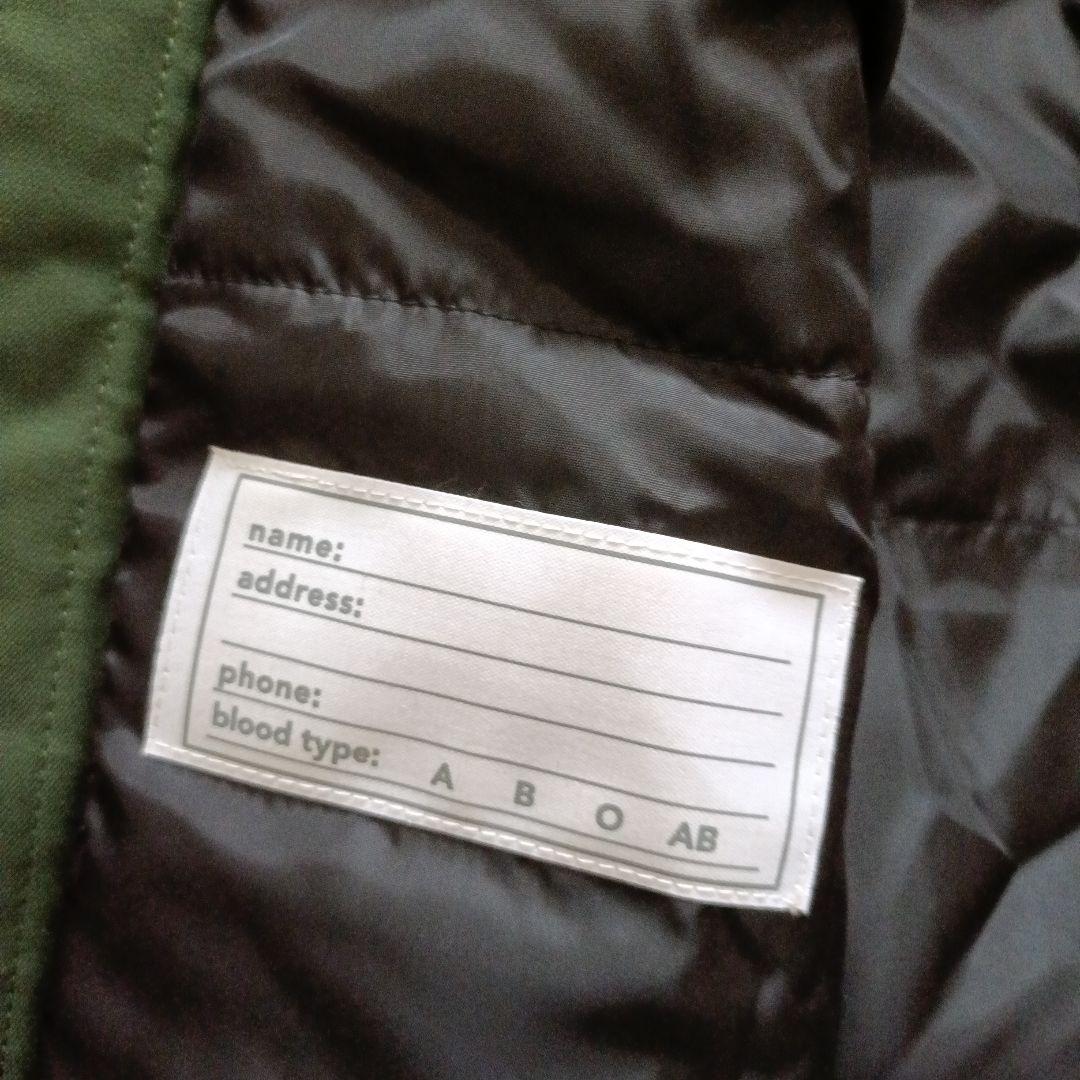 name:
address:
phone:
blood type: A B O AB